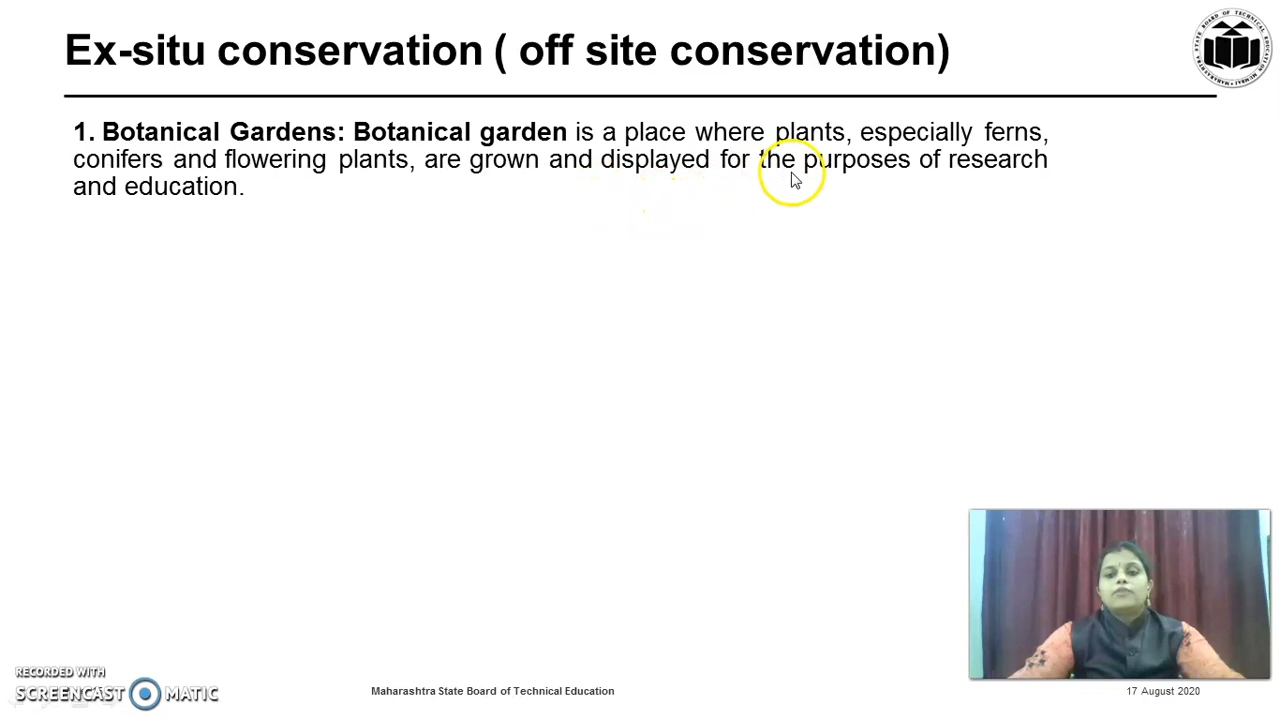 Ex-situ conservation ( off site conservation)
1. Botanical Gardens: Botanical garden is a place where plants, especially ferns,
conifers and flowering plants, are grown and displayed for the purposes of research
and education.
RECORDED WITH
SCREENCAST MATIC
Maharashtra State Board of Technical Education
17 August 2020